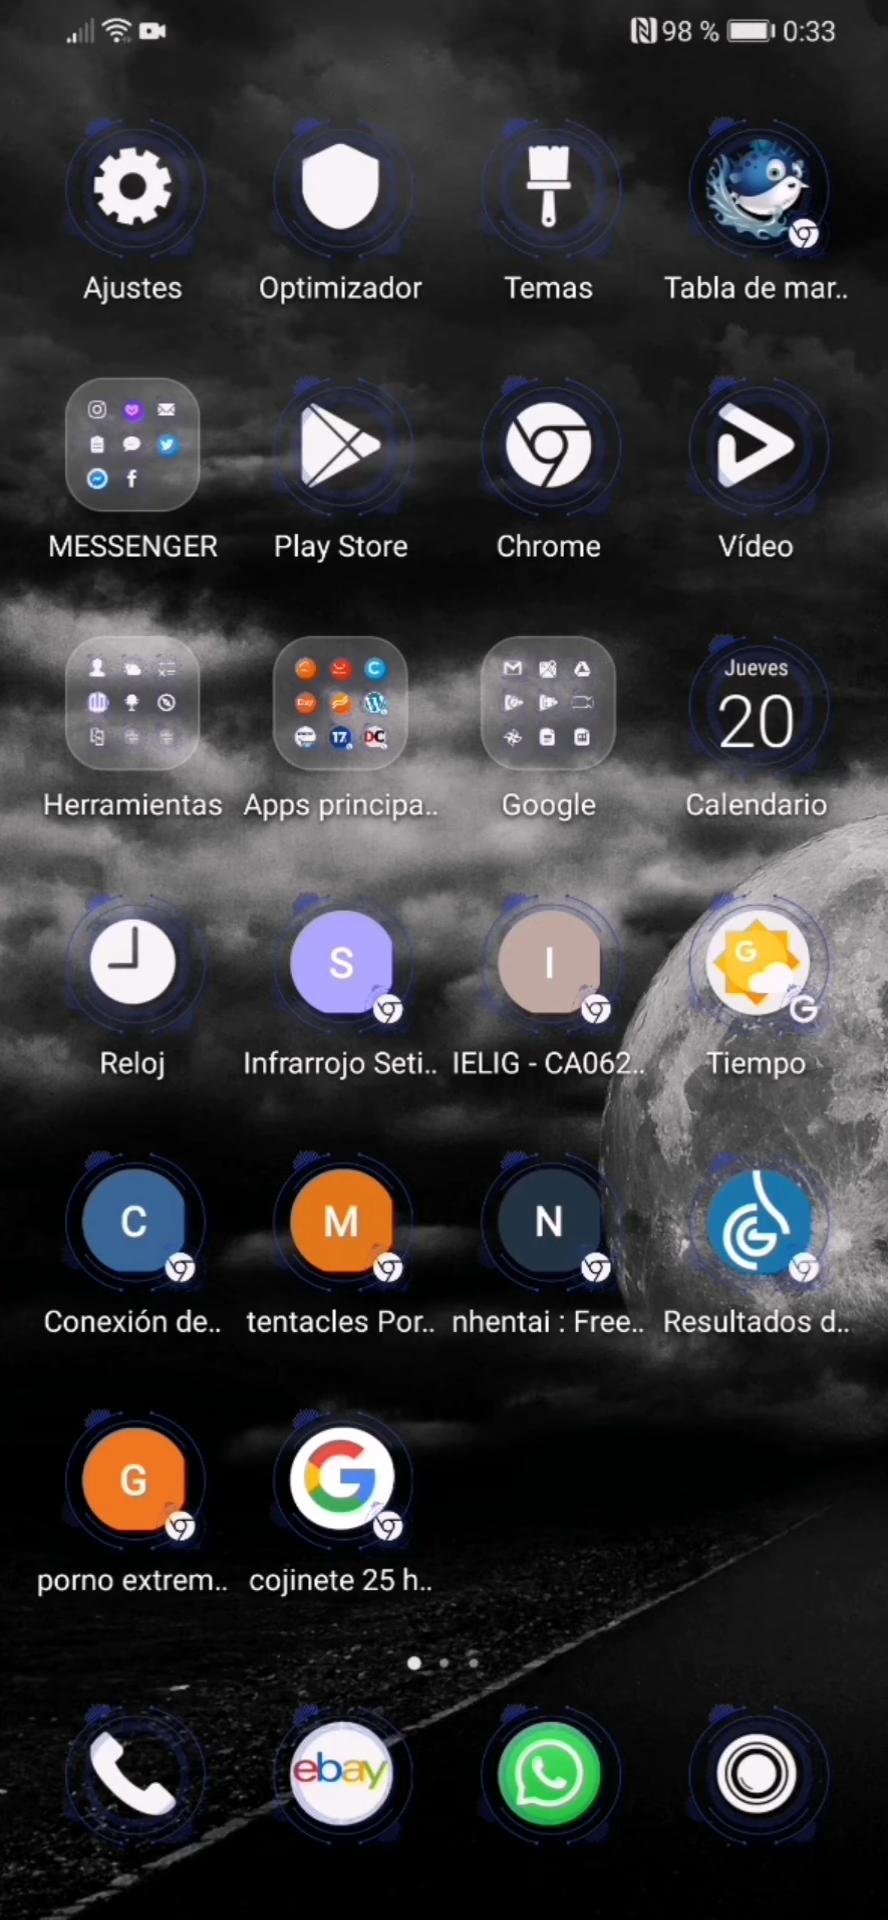 98 % 0:33
Ajustes Optimizador Temas Tabla de mar..
MESSENGER Play Store Chrome Vídeo
Jueves
20
Herramientas Apps principa.. Google Calendario
S I G
Reloj Infrarrojo Seti.. IELIG - CA062.. Tiempo
C M N
Conexión de.. tentacles Por.. nhentai : Free.. Resultados d..
G
porno extrem.. cojinete 25 h..
ebay